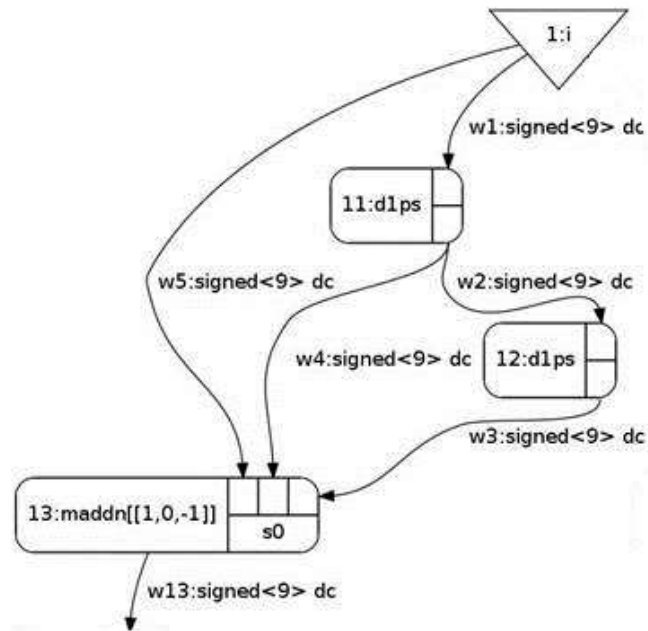 1:i
w1:signed<9> dc
11:d1ps
w5:signed<9> dc
w2:signed<9> dc
w4:signed<9> dc
12:d1ps
w3:signed<9> dc
13:maddn[[1,0,-1]]
s0
w13:signed<9> dc